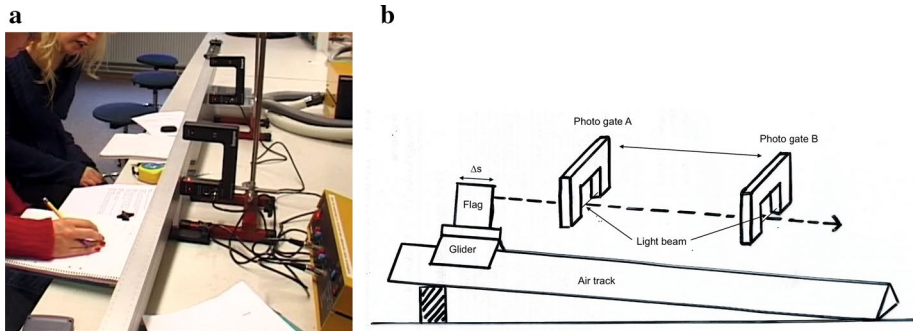 a
b
Photo gate A
Photo gate B
Δs
Flag
Glider
Light beam
Air track